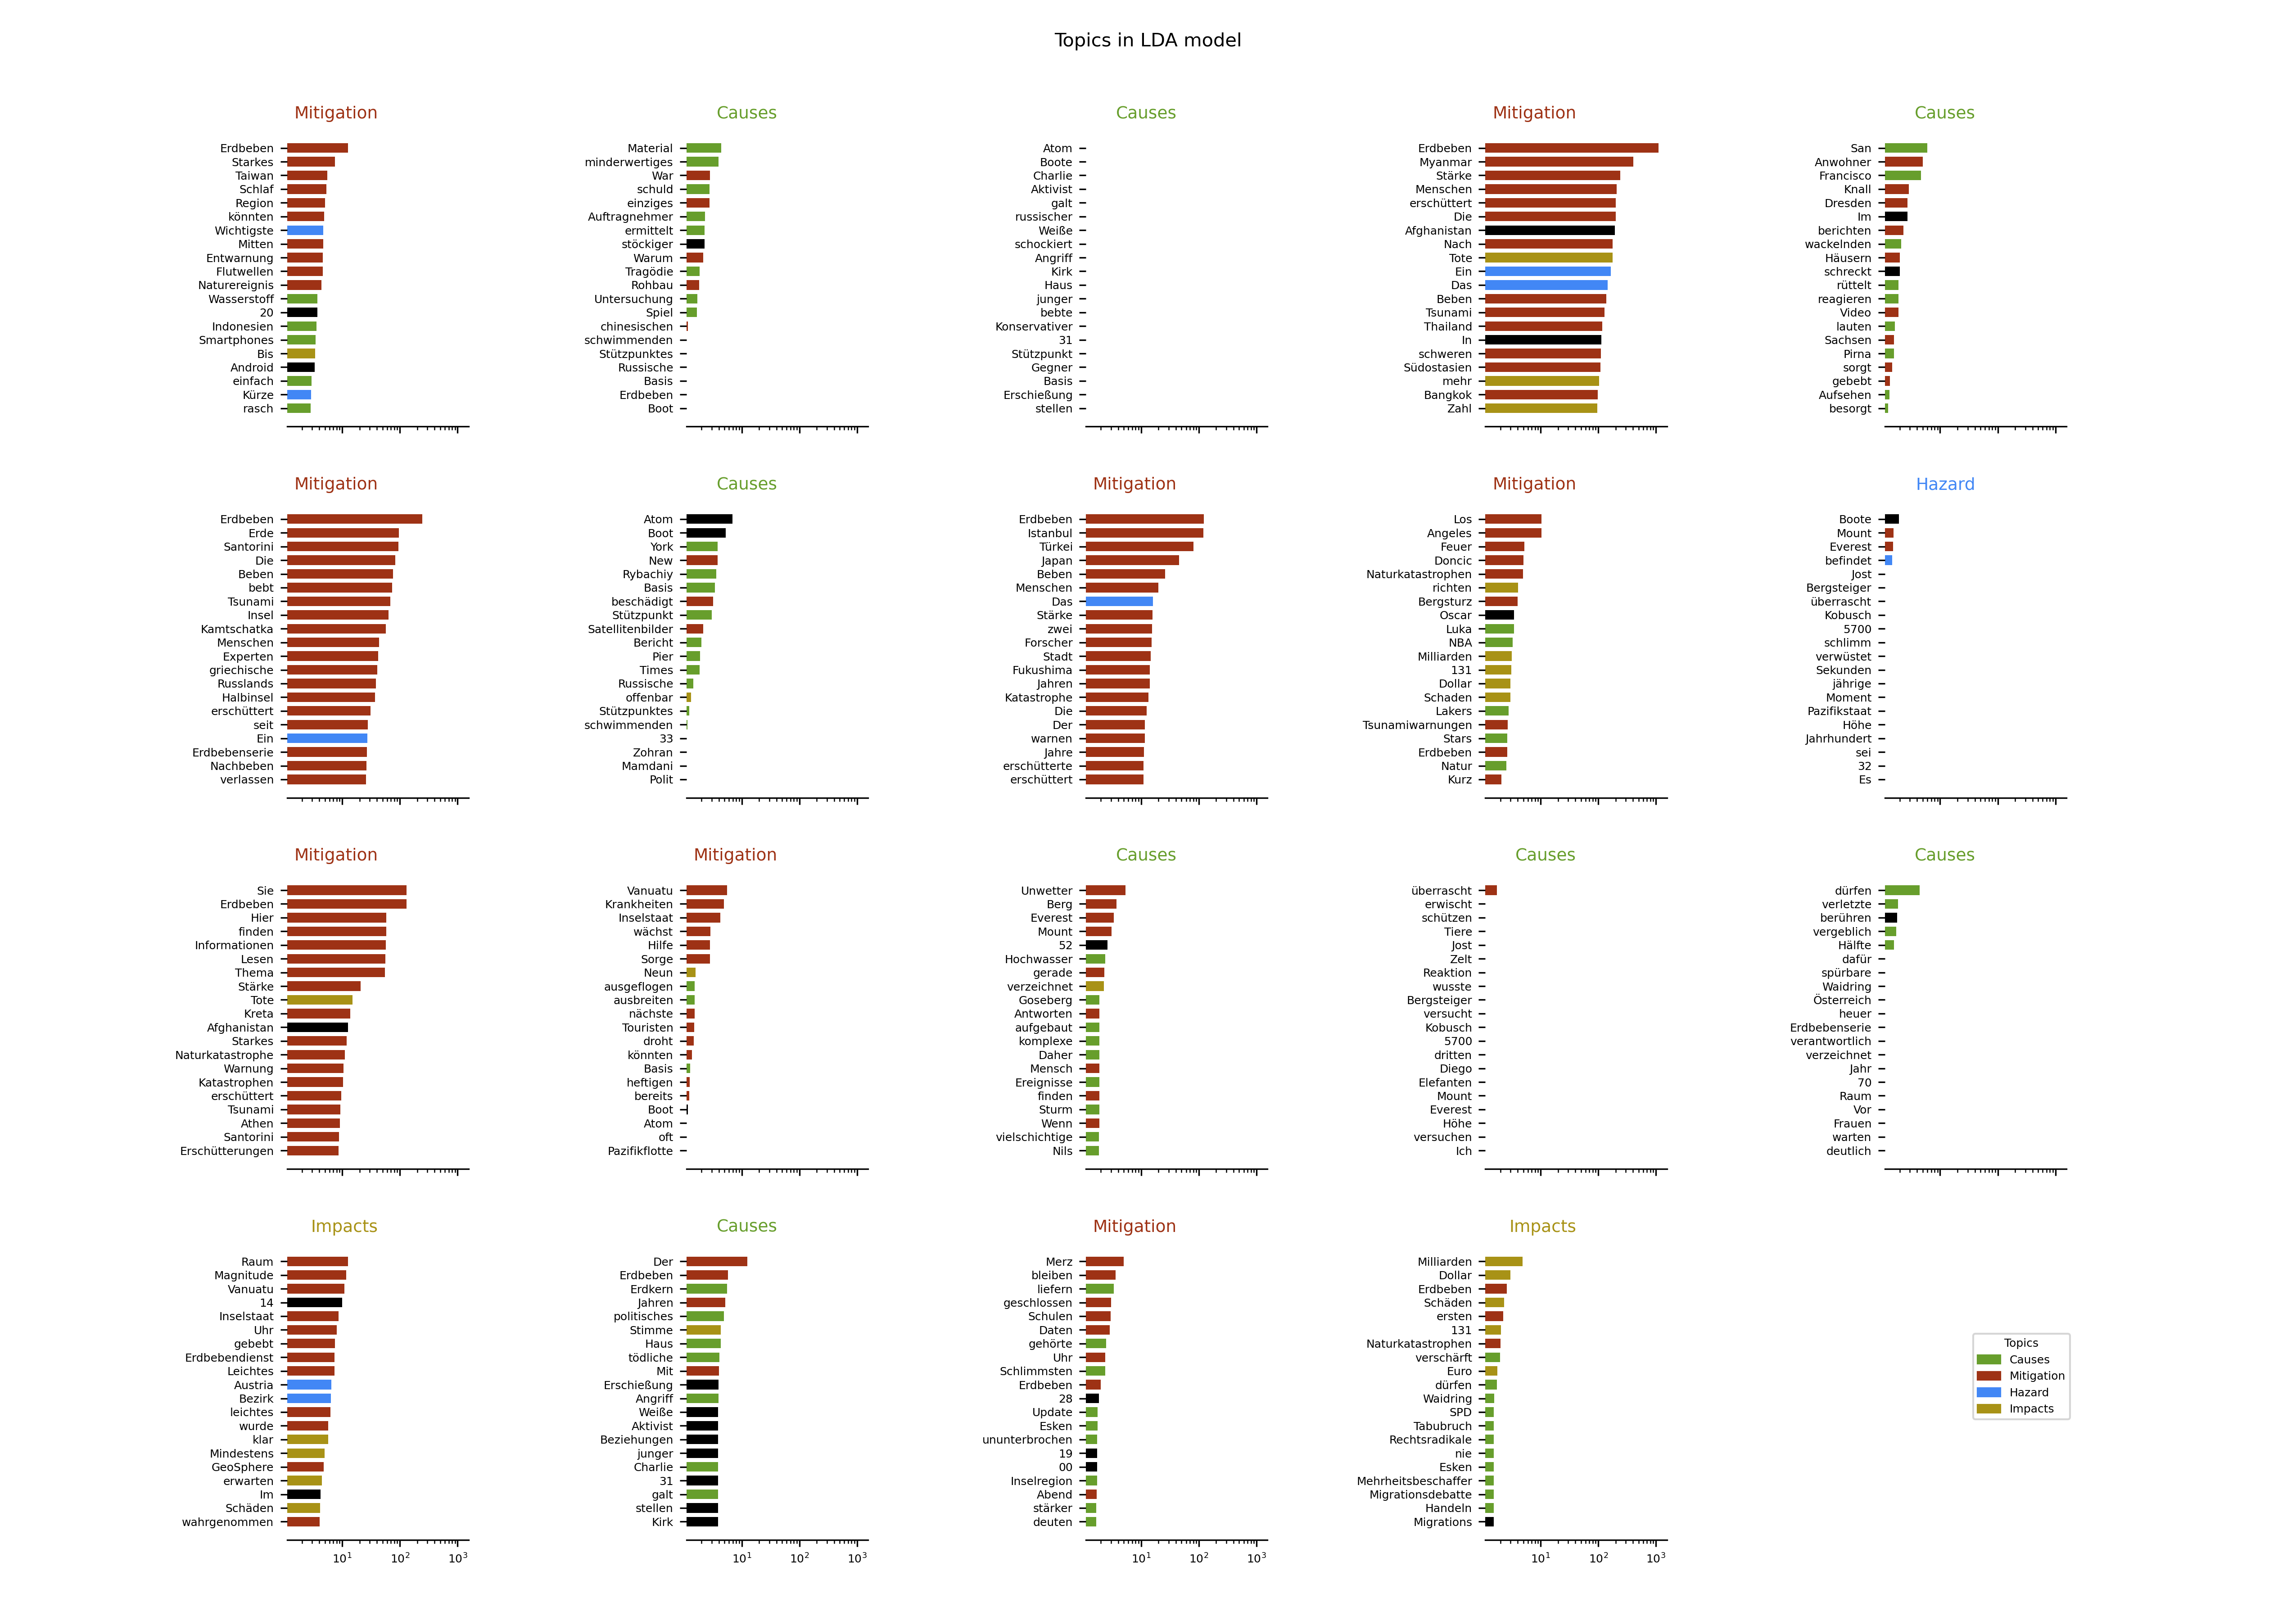 Topics in LDA model
Mitigation
Erdbeben
Starkes
Taiwan
Schlaf
Region
könnten
Wichtigste
Mitten
Entwarnung
Flutwellen
Naturereignis
Wasserstoff
20
Indonesien
Smartphones
Bis
Android
einfach
Kürze
rasch
Causes
Material
minderwertiges
War
schuld
einziges
Auftragnehmer
ermittelt
stöckiger
Warum
Tragödie
Rohbau
Untersuchung
Spiel
chinesischen
schwimmenden
Stützpunktes
Russische
Basis
Erdbeben
Boot
Causes
Atom
Boote
Charlie
Aktivist
galt
russischer
Weiße
schockiert
Angriff
Kirk
Haus
junger
bebte
Konservativer
31
Stützpunkt
Gegner
Basis
Erschießung
stellen
Mitigation
Erdbeben
Myanmar
Stärke
Menschen
erschüttert
Die
Afghanistan
Nach
Tote
Ein
Das
Beben
Tsunami
Thailand
In
schweren
Südostasien
mehr
Bangkok
Zahl
Causes
San
Anwohner
Francisco
Knall
Dresden
Im
berichten
wackelnden
Häusern
schreckt
rüttelt
reagieren
Video
lauten
Sachsen
Pirna
sorgt
gebebt
Aufsehen
besorgt
Mitigation
Erdbeben
Erde
Santorini
Die
Beben
bebt
Tsunami
Insel
Kamtschatka
Menschen
Experten
griechische
Russlands
Halbinsel
erschüttert
seit
Ein
Erdbebenserie
Nachbeben
verlassen
Causes
Atom
Boot
York
New
Rybachiy
Basis
beschädigt
Stützpunkt
Satellitenbilder
Bericht
Pier
Times
Russische
offenbar
Stützpunktes
schwimmenden
33
Zohran
Mamdani
Polit
Mitigation
Erdbeben
Istanbul
Türkei
Japan
Beben
Menschen
Das
Stärke
zwei
Forscher
Stadt
Fukushima
Jahren
Katastrophe
Die
Der
warnen
Jahre
erschütterte
erschüttert
Mitigation
Los
Angeles
Feuer
Doncic
Naturkatastrophen
richten
Bergsturz
Oscar
Luka
NBA
Milliarden
131
Dollar
Schaden
Lakers
Tsunamiwarnungen
Stars
Erdbeben
Natur
Kurz
Hazard
Boote
Mount
Everest
befindet
Jost
Bergsteiger
überrascht
Kobusch
5700
schlimm
verwüstet
Sekunden
jährige
Moment
Pazifikstaat
Höhe
Jahrhundert
sei
32
Es
Mitigation
Sie
Erdbeben
Hier
finden
Informationen
Lesen
Thema
Stärke
Tote
Kreta
Afghanistan
Starkes
Naturkatastrophe
Warnung
Katastrophen
erschüttert
Tsunami
Athen
Santorini
Erschütterungen
Mitigation
Vanuatu
Krankheiten
Inselstaat
wächst
Hilfe
Sorge
Neun
ausgeflogen
ausbreiten
nächste
Touristen
droht
könnten
Basis
heftigen
bereits
Boot
Atom
oft
Pazifikflotte
Causes
Unwetter
Berg
Everest
Mount
52
Hochwasser
gerade
verzeichnet
Goseberg
Antworten
aufgebaut
komplexe
Daher
Mensch
Ereignisse
finden
Sturm
Wenn
vielschichtige
Nils
Causes
überrascht
erwischt
schützen
Tiere
Jost
Zelt
Reaktion
wusste
Bergsteiger
versucht
Kobusch
5700
dritten
Diego
Elefanten
Mount
Everest
Höhe
versuchen
Ich
Causes
dürfen
verletzte
berühren
vergeblich
Hälfte
dafür
spürbare
Waidring
Österreich
heuer
Erdbebenserie
verantwortlich
verzeichnet
Jahr
70
Raum
Vor
Frauen
warten
deutlich
Impacts
Raum
Magnitude
Vanuatu
14
Inselstaat
Uhr
gebebt
Erdbebendienst
Leichtes
Austria
Bezirk
leichtes
wurde
klar
Mindestens
GeoSphere
erwarten
Im
Schäden
wahrgenommen
10¹ 10² 10³
Causes
Der
Erdbeben
Erdkern
Jahren
politisches
Stimme
Haus
tödliche
Mit
Erschießung
Angriff
Weiße
Aktivist
Beziehungen
junger
Charlie
31
galt
stellen
Kirk
10¹ 10² 10³
Mitigation
Merz
bleiben
liefern
geschlossen
Schulen
Daten
gehörte
Uhr
Schlimmsten
Erdbeben
28
Update
Esken
ununterbrochen
19
00
Inselregion
Abend
stärker
deuten
10¹ 10² 10³
Impacts
Milliarden
Dollar
Erdbeben
Schäden
ersten
131
Naturkatastrophen
verschärft
Euro
dürfen
Waidring
SPD
Tabubruch
Rechtsradikale
nie
Esken
Mehrheitsbeschaffer
Migrationsdebatte
Handeln
Migrations
10¹ 10² 10³
Topics
Causes
Mitigation
Hazard
Impacts